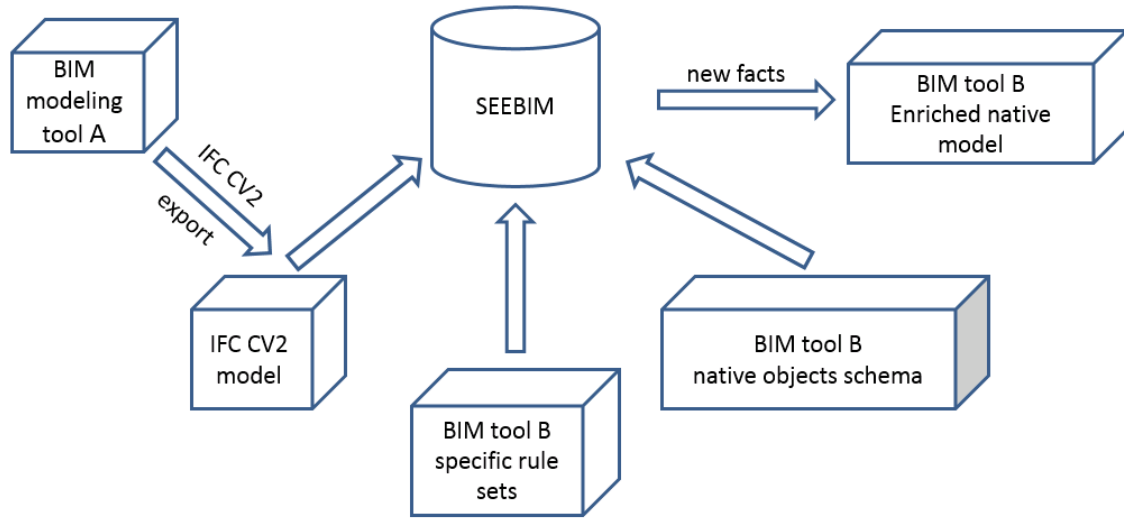 BIM
modeling
tool A
IFC CV2
export
SEEBIM
new facts
BIM tool B
Enriched native
model
IFC CV2
model
BIM tool B
specific rule
sets
BIM tool B
native objects schema